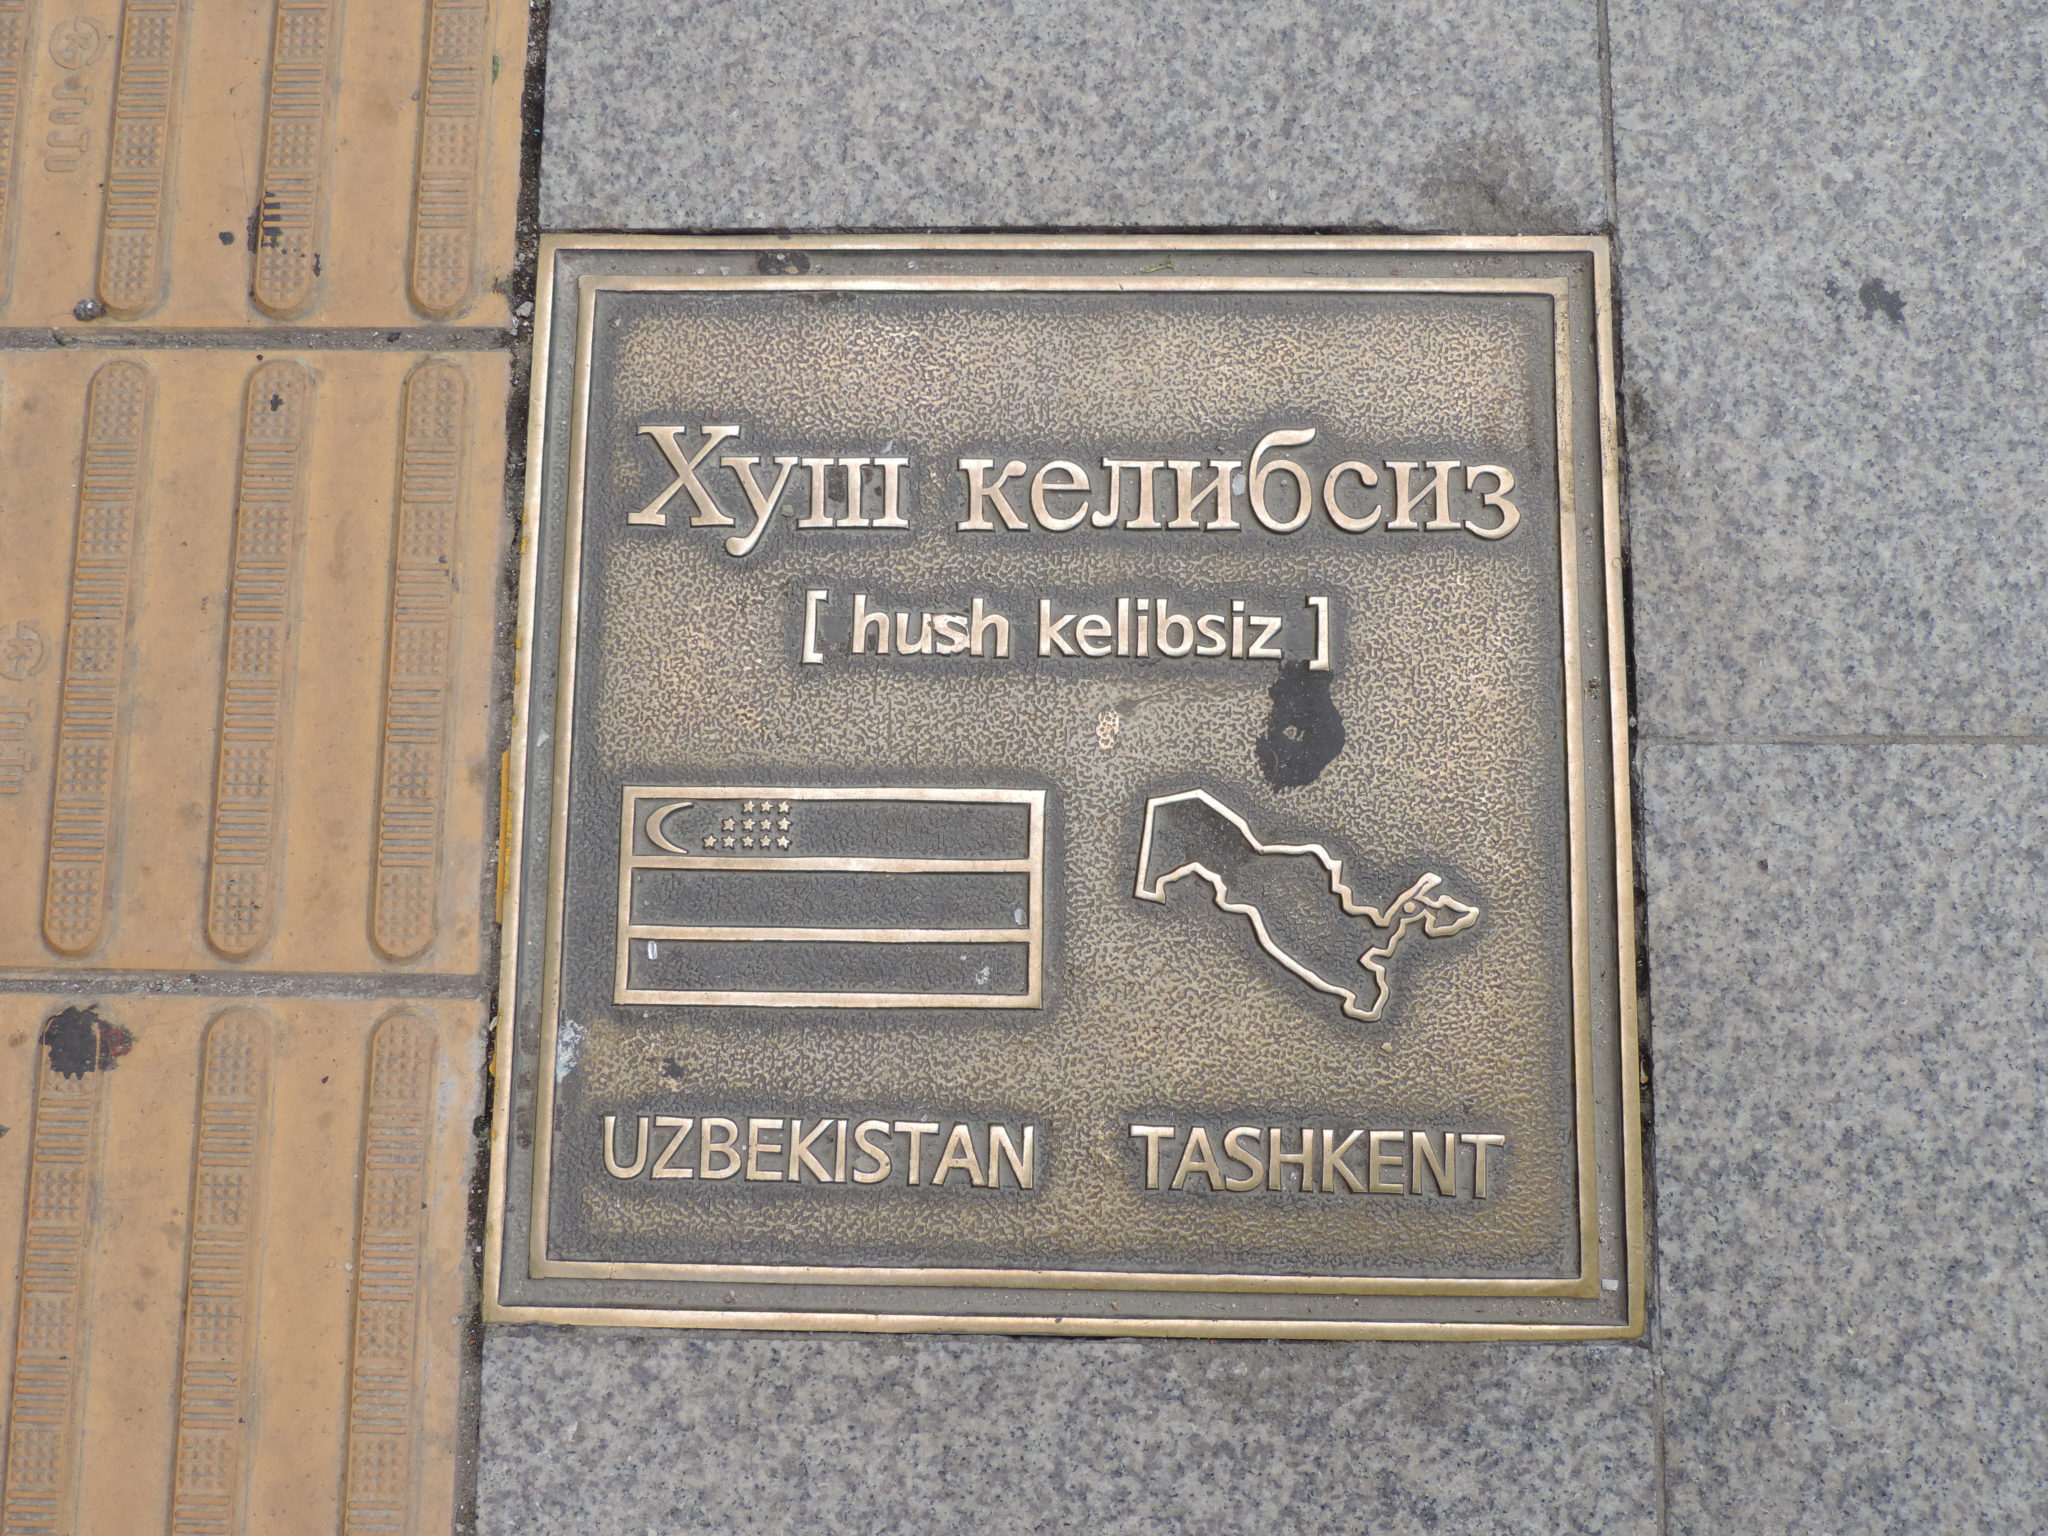 Хуш келибсиз
[ hush kelibsiz ]
UZBEKISTAN TASHKENT